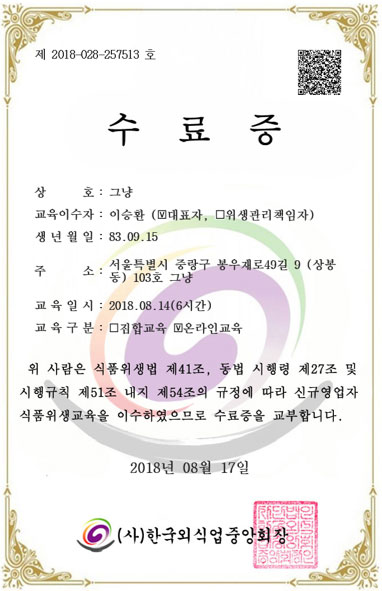 제 2018-028-257513 호
수 료 증
상 호 : 그냥
교육이수자 : 이승환 (☑대표자, □위생관리책임자)
생 년 월 일 : 83.09.15
주 소 : 서울특별시 중랑구 봉우재로49길 9 (상봉
동) 103호 그냥
교 육 일 시 : 2018.08.14(6시간)
교 육 구 분 : □집합교육 ☑온라인교육
위 사람은 식품위생법 제41조, 동법 시행령 제27조 및
시행규칙 제51조 내지 제54조의 규정에 따라 신규영업자
식품위생교육을 이수하였으므로 수료증을 교부합니다.
2018년 08월 17일
(사)한국외식업중앙회장